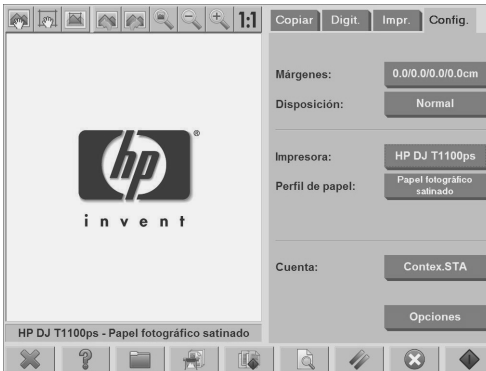 1:1
Copiar Digit. Impr. Config.
Márgenes: 0.0/0.0/0.0/0.0cm
Disposición: Normal
hp®
invent
Impresora: HP DJ T1100ps
Perfil de papel: Papel fotográfico
satinado
Cuenta: Contex.STA
Opciones
HP DJ T1100ps - Papel fotográfico satinado
?